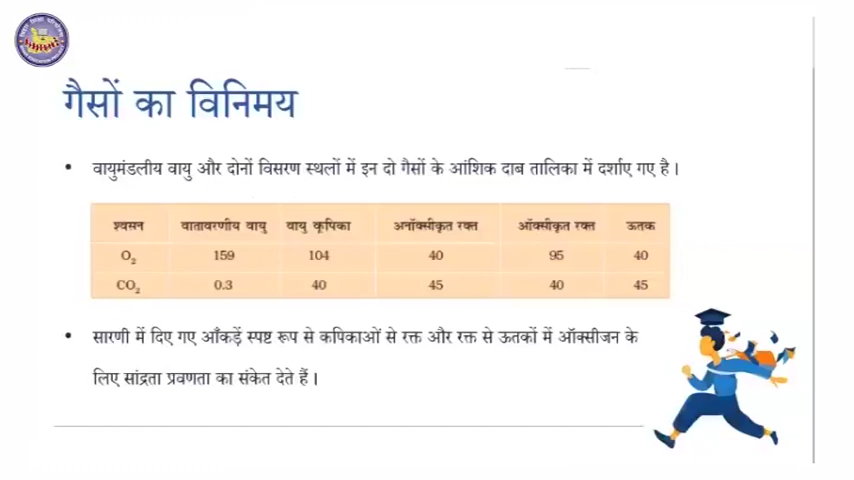 गैसों का विनिमय
• वायुमंडलीय वायु और दोनों विसरण स्थलों में इन दो गैसों के आंशिक दाब तालिका में दर्शाए गए है।
श्वसन वातावरणीय वायु वायु कूपिका अनॉक्सीकृत रक्त ऑक्सीकृत रक्त ऊतक
O₂ 159 104 40 95 40
CO₂ 0.3 40 45 40 45
• सारणी में दिए गए आँकड़ें स्पष्ट रूप से कपिकाओं से रक्त और रक्त से ऊतकों में ऑक्सीजन के
लिए सांद्रता प्रवणता का संकेत देते हैं।